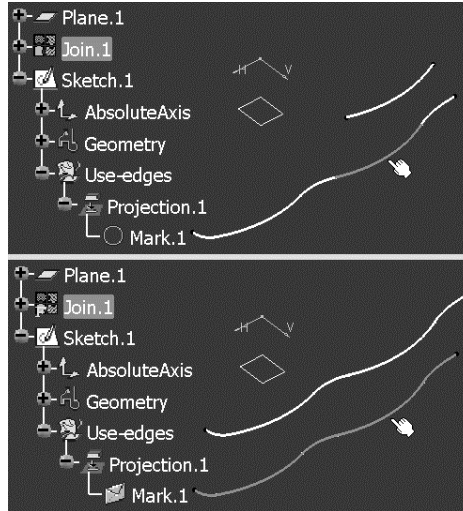 Plane.1
Join.1
Sketch.1
AbsoluteAxis
Geometry
Use-edges
Projection.1
Mark.1
H V
Plane.1
Join.1
Sketch.1
AbsoluteAxis
Geometry
Use-edges
Projection.1
Mark.1
H V